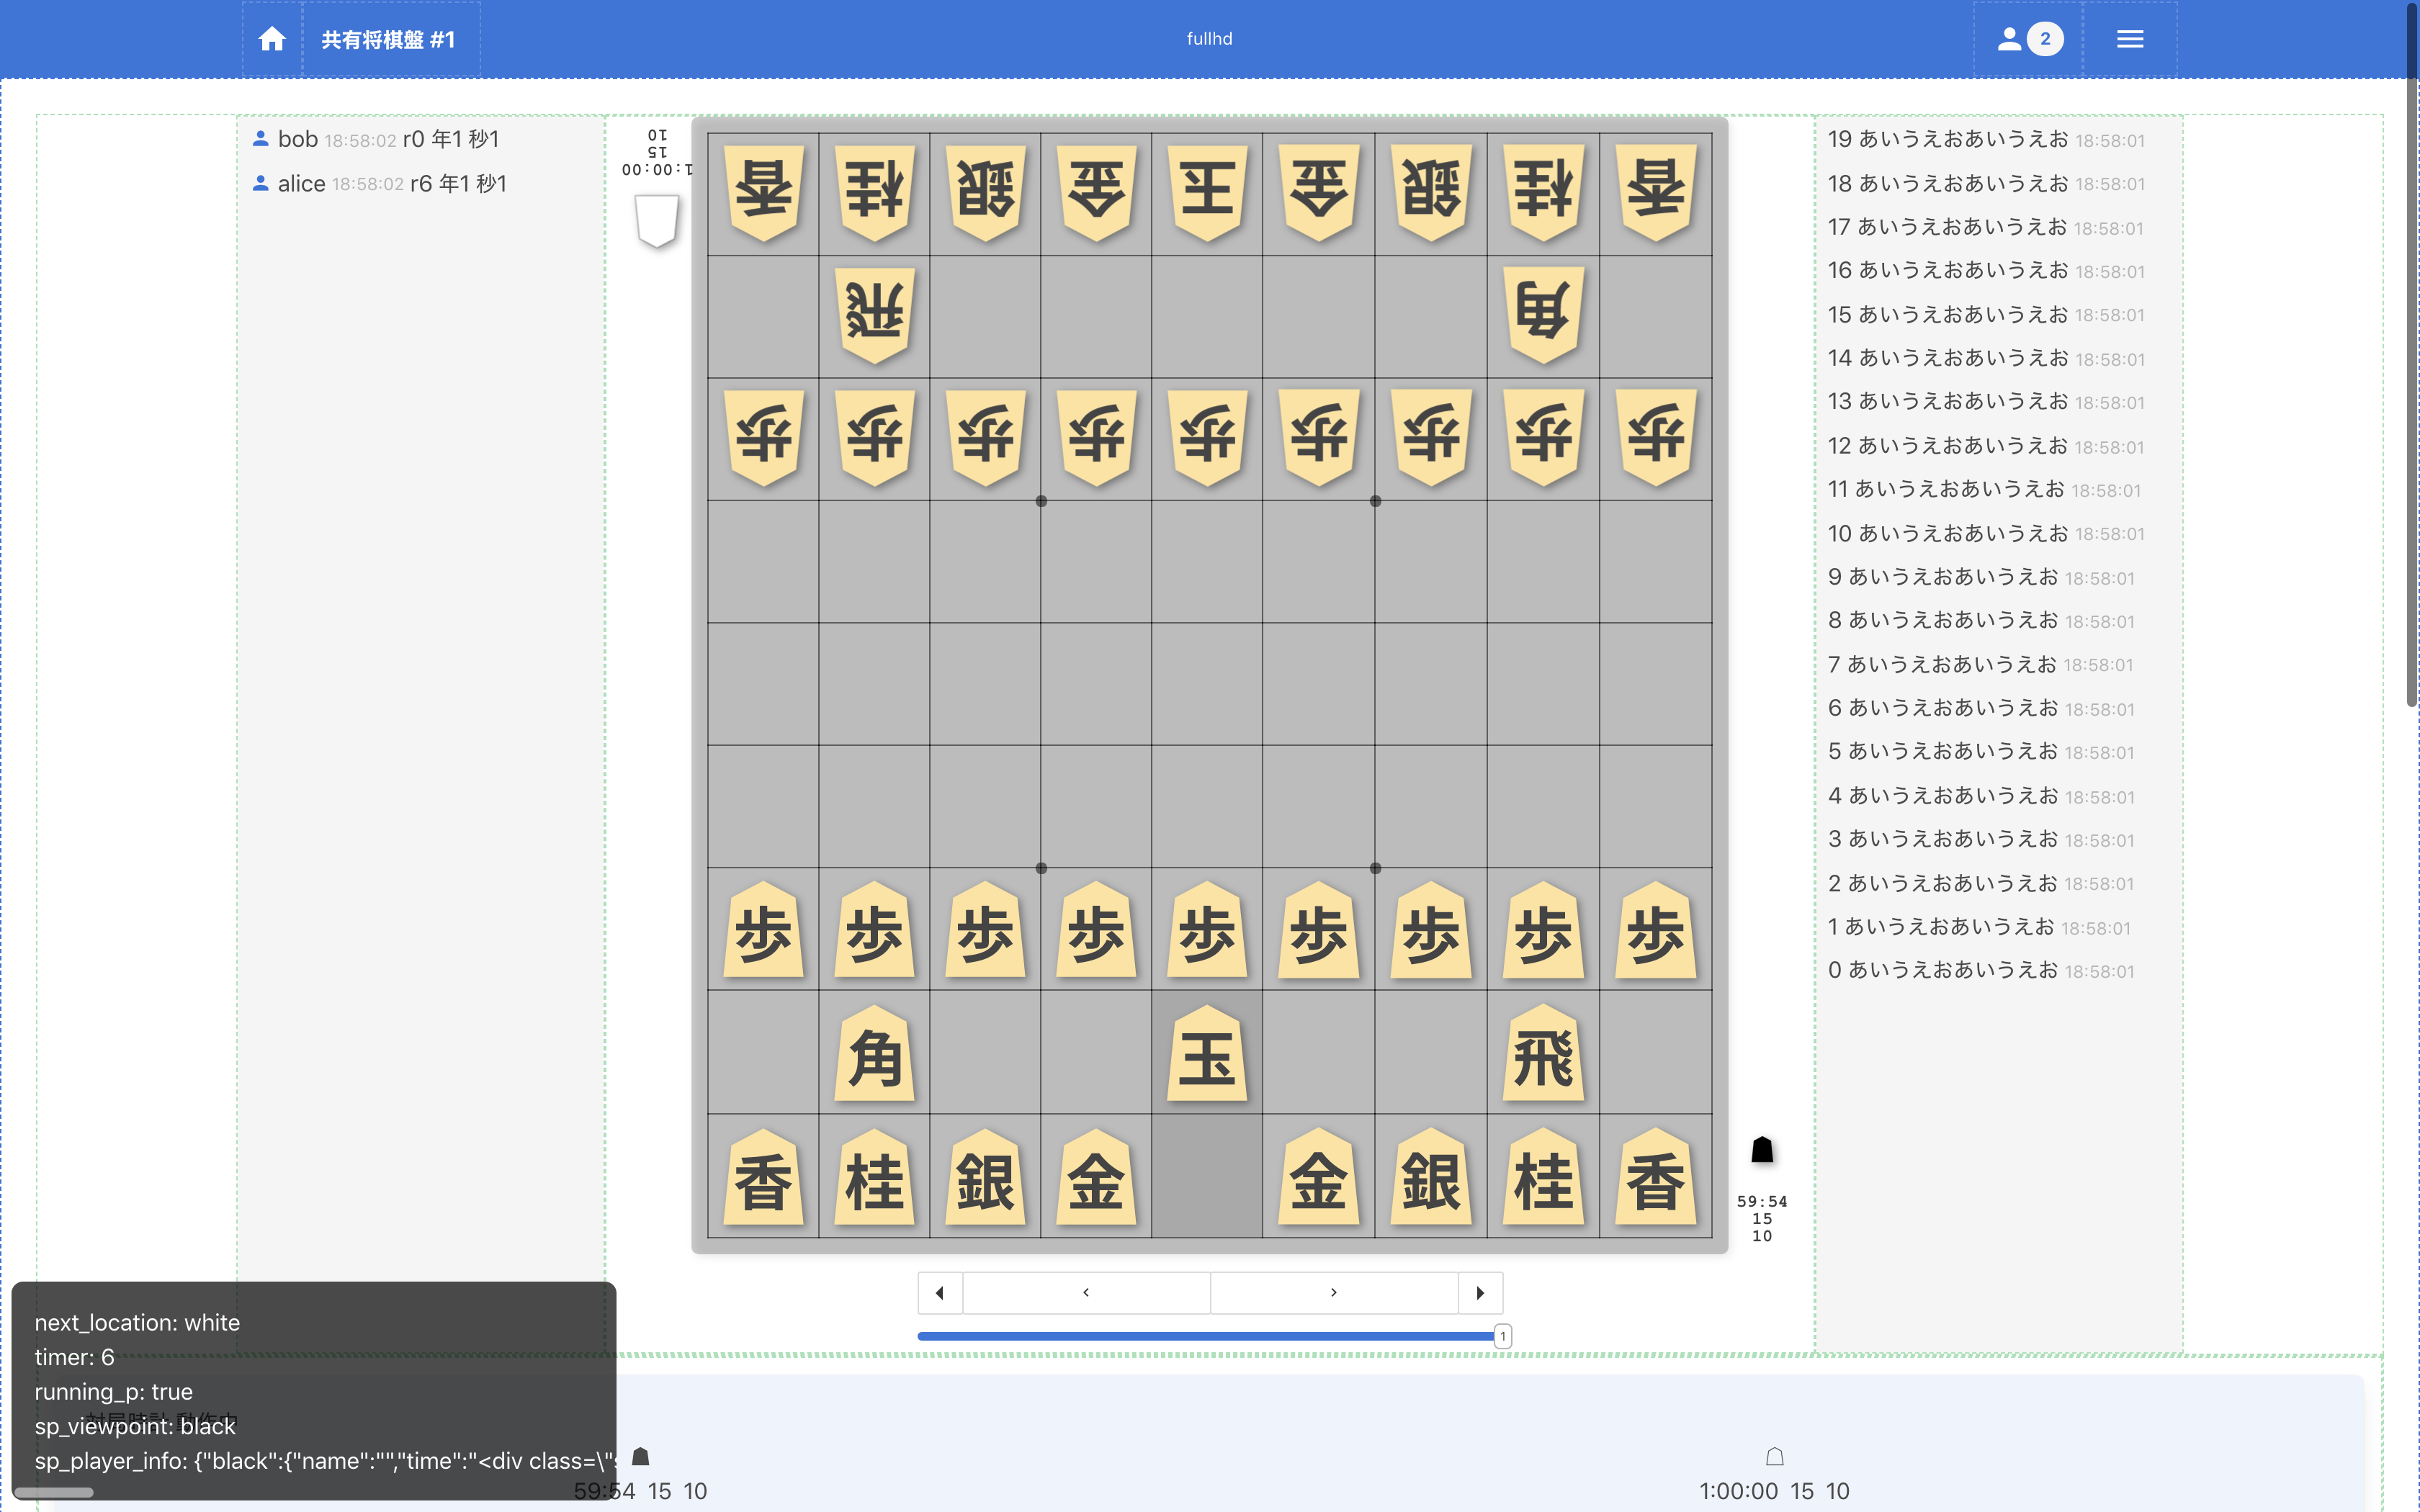 共有将棋盤 #1
fullhd
2
bob 18:58:02 r0 年1 秒1
alice 18:58:02 r6 年1 秒1
10
15
1:00:00
香 桂 銀 金 玉 金 銀 桂 香
飛 角
歩 歩 歩 歩 歩 歩 歩 歩 歩
歩 歩 歩 歩 歩 歩 歩 歩 歩
角 玉 飛
香 桂 銀 金 金 銀 桂 香
59:54
15
10
19 あいうえおあいうえお 18:58:01
18 あいうえおあいうえお 18:58:01
17 あいうえおあいうえお 18:58:01
16 あいうえおあいうえお 18:58:01
15 あいうえおあいうえお 18:58:01
14 あいうえおあいうえお 18:58:01
13 あいうえおあいうえお 18:58:01
12 あいうえおあいうえお 18:58:01
11 あいうえおあいうえお 18:58:01
10 あいうえおあいうえお 18:58:01
9 あいうえおあいうえお 18:58:01
8 あいうえおあいうえお 18:58:01
7 あいうえおあいうえお 18:58:01
6 あいうえおあいうえお 18:58:01
5 あいうえおあいうえお 18:58:01
4 あいうえおあいうえお 18:58:01
3 あいうえおあいうえお 18:58:01
2 あいうえおあいうえお 18:58:01
1 あいうえおあいうえお 18:58:01
0 あいうえおあいうえお 18:58:01
1
next_location: white
timer: 6
running_p: true
対局時計 動作中
sp_viewpoint: black
sp_player_info: {"black":{"name":"","time":"<div class=\"
59:54 15 10
1:00:00 15 10